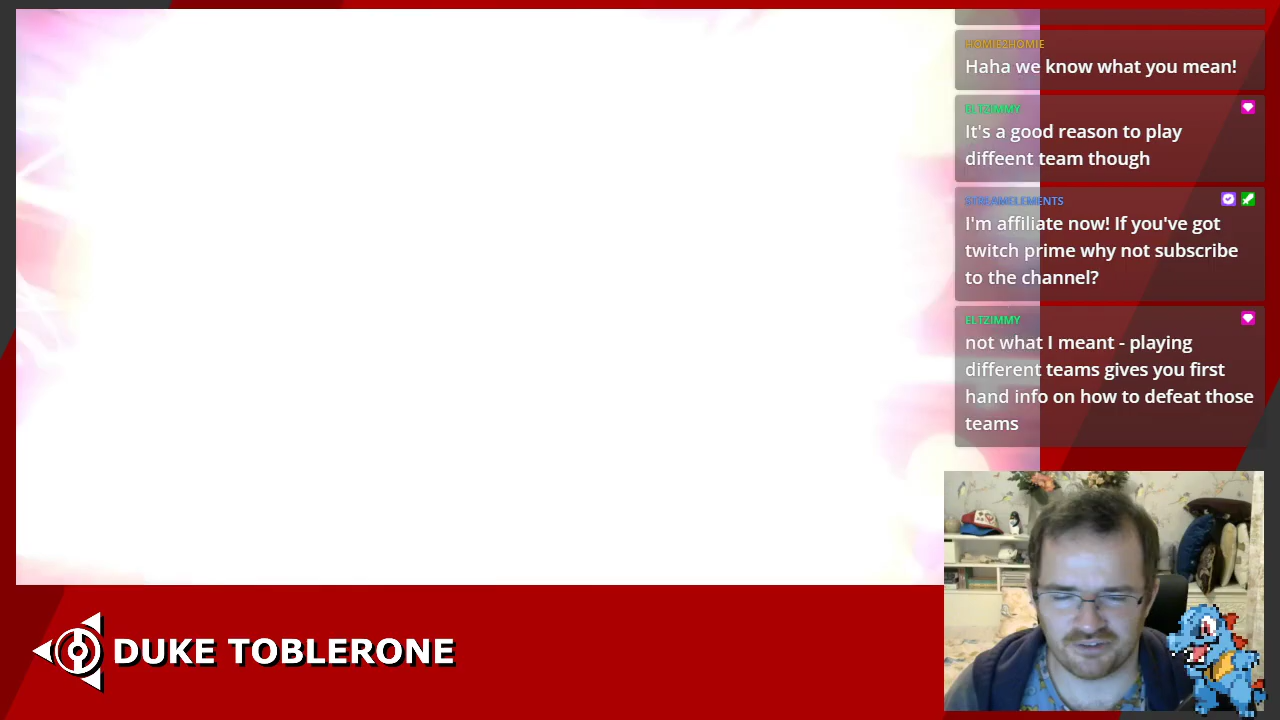 HOMIE2HOMIE
Haha we know what you mean!
ELTZIMMY
It's a good reason to play
diffeent team though
STREAMELEMENTS
I'm affiliate now! If you've got
twitch prime why not subscribe
to the channel?
ELTZIMMY
not what I meant - playing
different teams gives you first
hand info on how to defeat those
teams
DUKE TOBLERONE